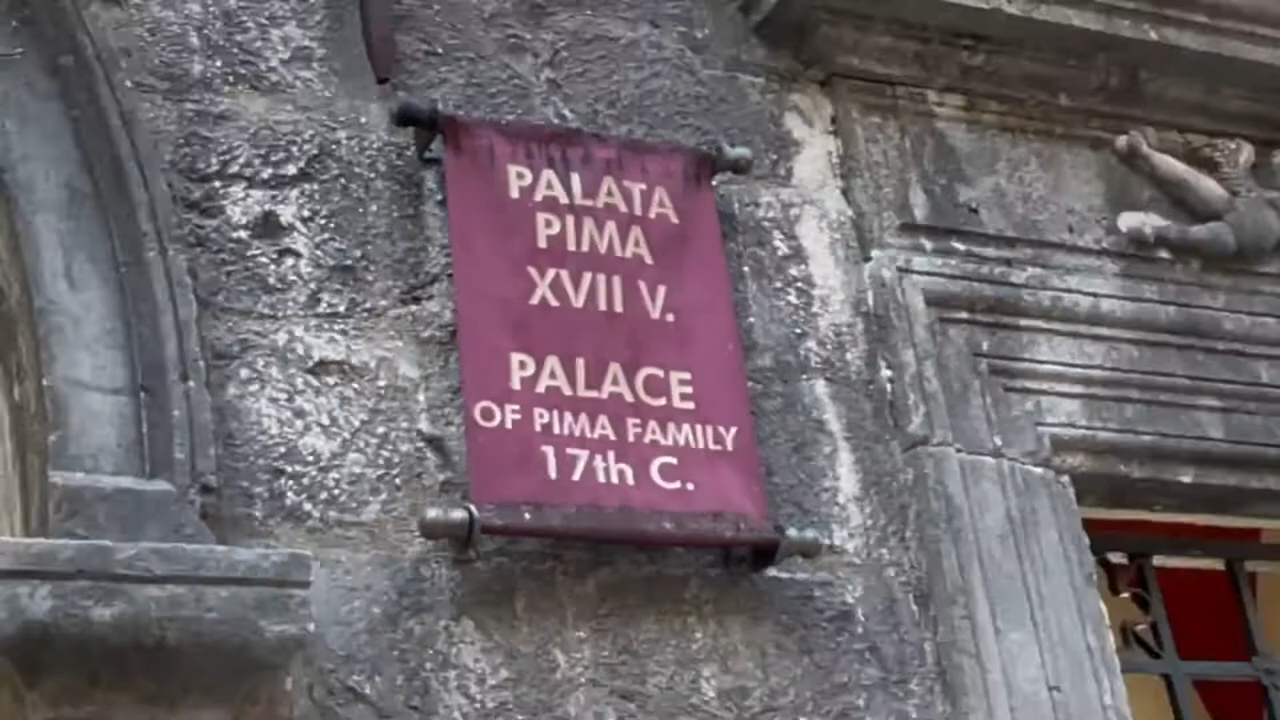 PALATA
PIMA
XVII V.
PALACE
OF PIMA FAMILY
17th C.